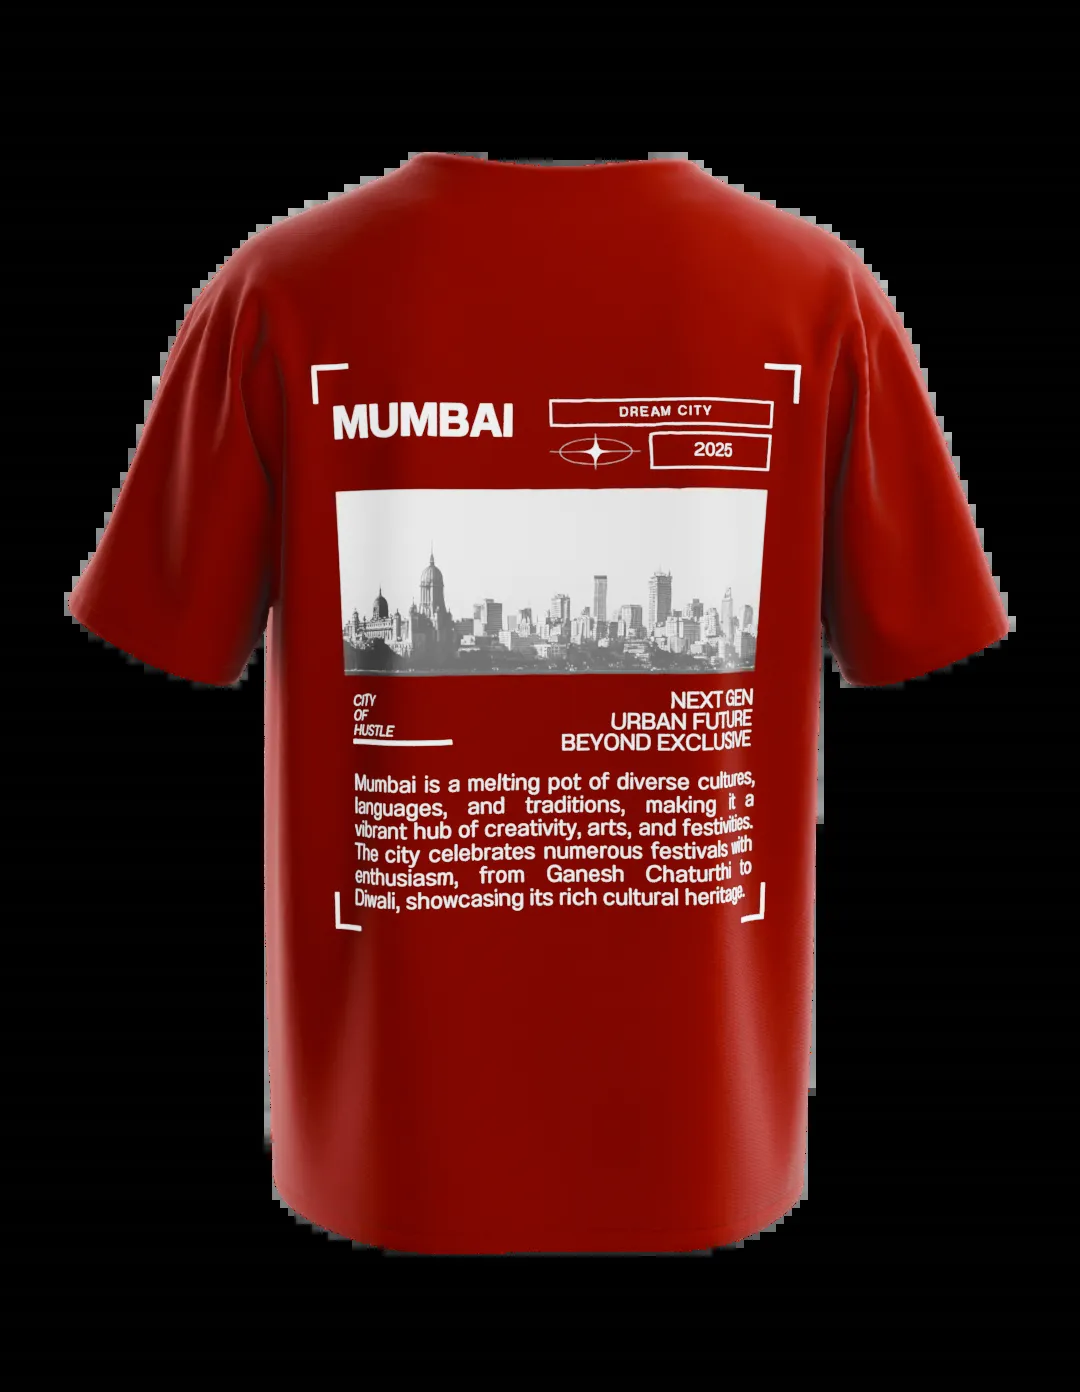 MUMBAI
DREAM CITY
2025
CITY
OF
HUSTLE
NEXT GEN
URBAN FUTURE
BEYOND EXCLUSIVE
Mumbai is a melting pot of diverse cultures,
languages, and traditions, making it a
vibrant hub of creativity, arts, and festivities.
The city celebrates numerous festivals with
enthusiasm, from Ganesh Chaturthi to
Diwali, showcasing its rich cultural heritage.